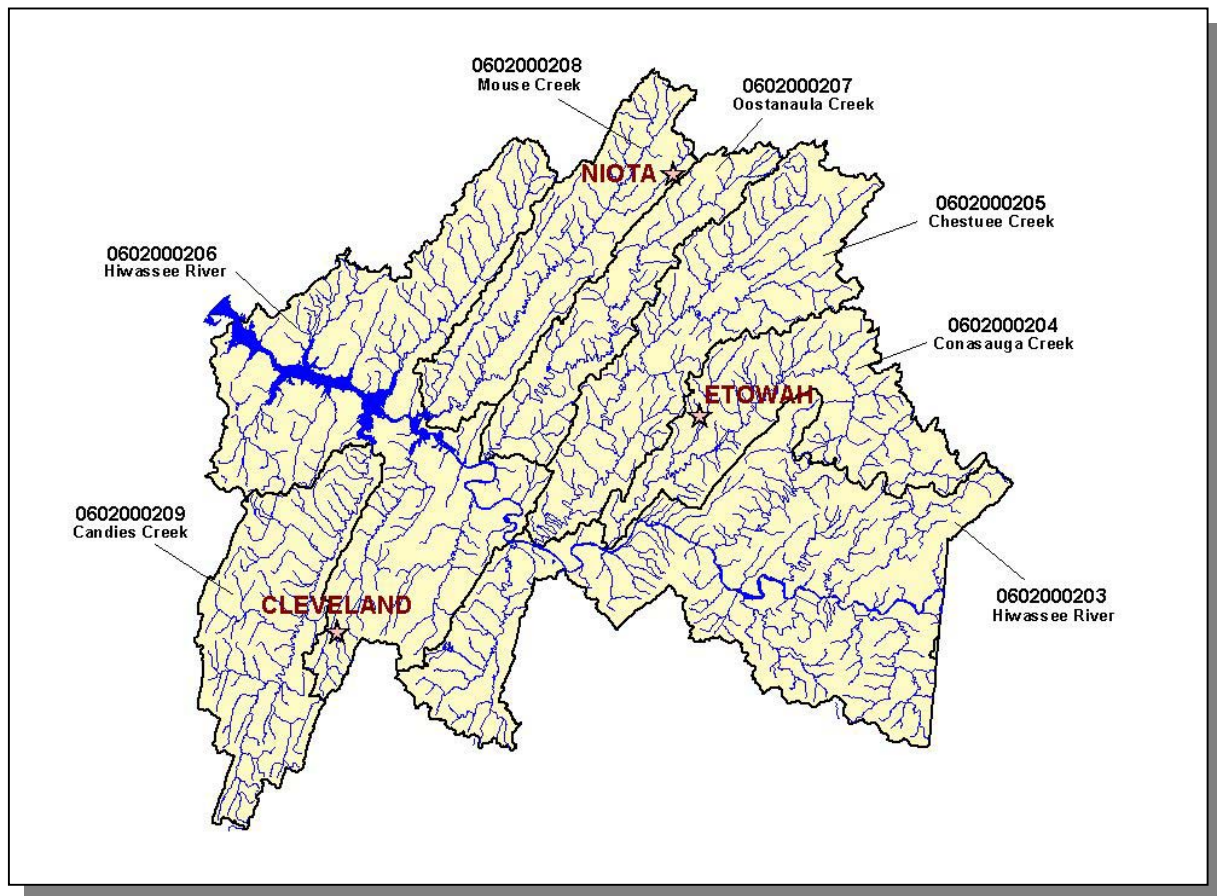 0602000208
Mouse Creek
0602000207
Oostanaula Creek
NIOTA
0602000205
Chestuee Creek
0602000206
Hiwassee River
0602000204
Conasauga Creek
ETOWAH
0602000209
Candies Creek
CLEVELAND
0602000203
Hiwassee River